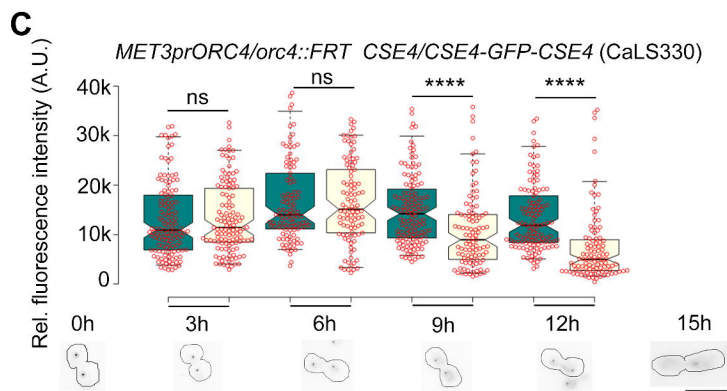 C
MET3prORC4/orc4::FRT CSE4/CSE4-GFP-CSE4 (CaLS330)
Rel. fluorescence intensity (A.U.)
40k
30k
20k
10k
0
ns
ns
****
****
0h
3h
6h
9h
12h
15h